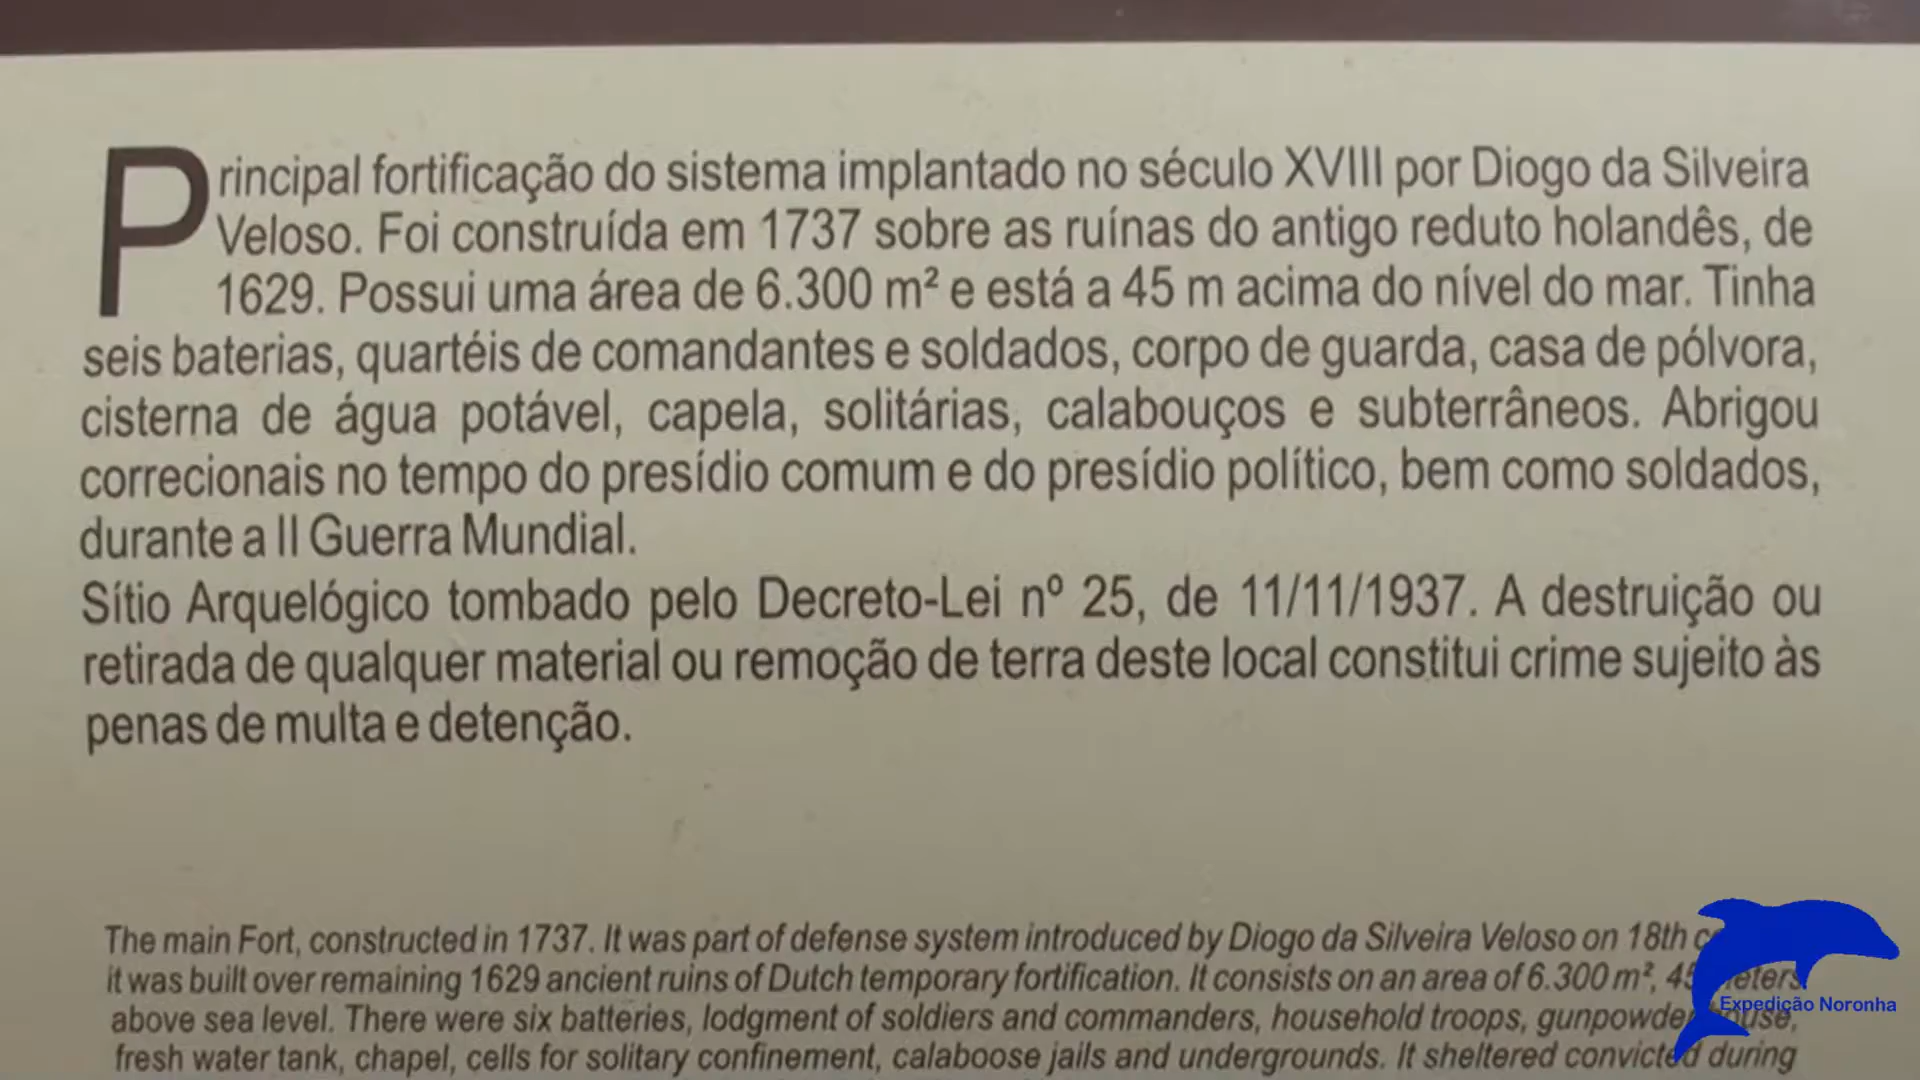 Principal fortificação do sistema implantado no século XVIII por Diogo da Silveira
Veloso. Foi construída em 1737 sobre as ruínas do antigo reduto holandês, de
1629. Possui uma área de 6.300 m² e está a 45 m acima do nível do mar. Tinha
seis baterias, quartéis de comandantes e soldados, corpo de guarda, casa de pólvora,
cisterna de água potável, capela, solitárias, calabouços e subterrâneos. Abrigou
correcionais no tempo do presídio comum e do presídio político, bem como soldados,
durante a II Guerra Mundial.
Sítio Arquelógico tombado pelo Decreto-Lei nº 25, de 11/11/1937. A destruição ou
retirada de qualquer material ou remoção de terra deste local constitui crime sujeito às
penas de multa e detenção.
The main Fort, constructed in 1737. It was part of defense system introduced by Diogo da Silveira Veloso on 18th
it was built over remaining 1629 ancient ruins of Dutch temporary fortification. It consists on an area of 6.300 m²,
above sea level. There were six batteries, lodgment of soldiers and commanders, household troops,
fresh water tank, chapel, cells for solitary confinement, calaboose jails and undergrounds. It sheltered convicted during
Expedição Noronha